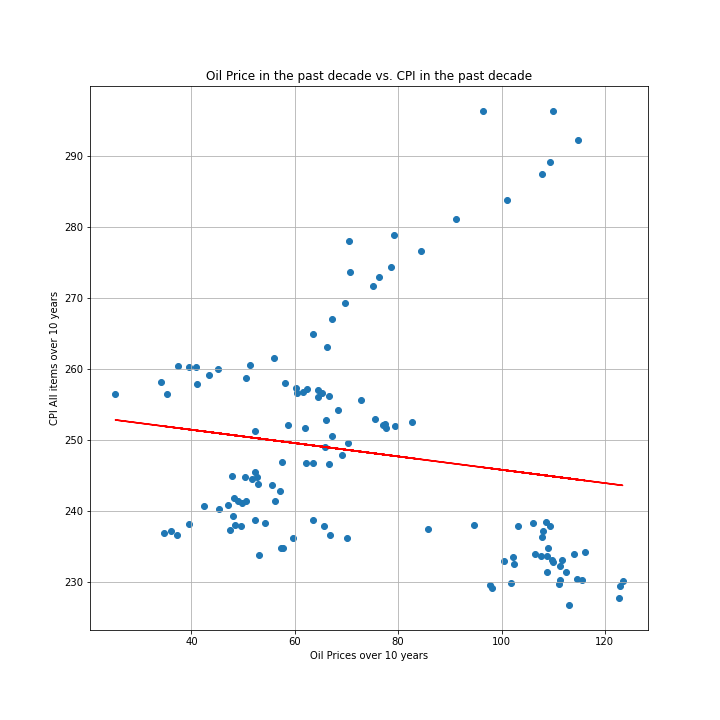 Oil Price in the past decade vs. CPI in the past decade
290
280
270
260
250
240
230
CPI All items over 10 years
40 60 80 100 120
Oil Prices over 10 years